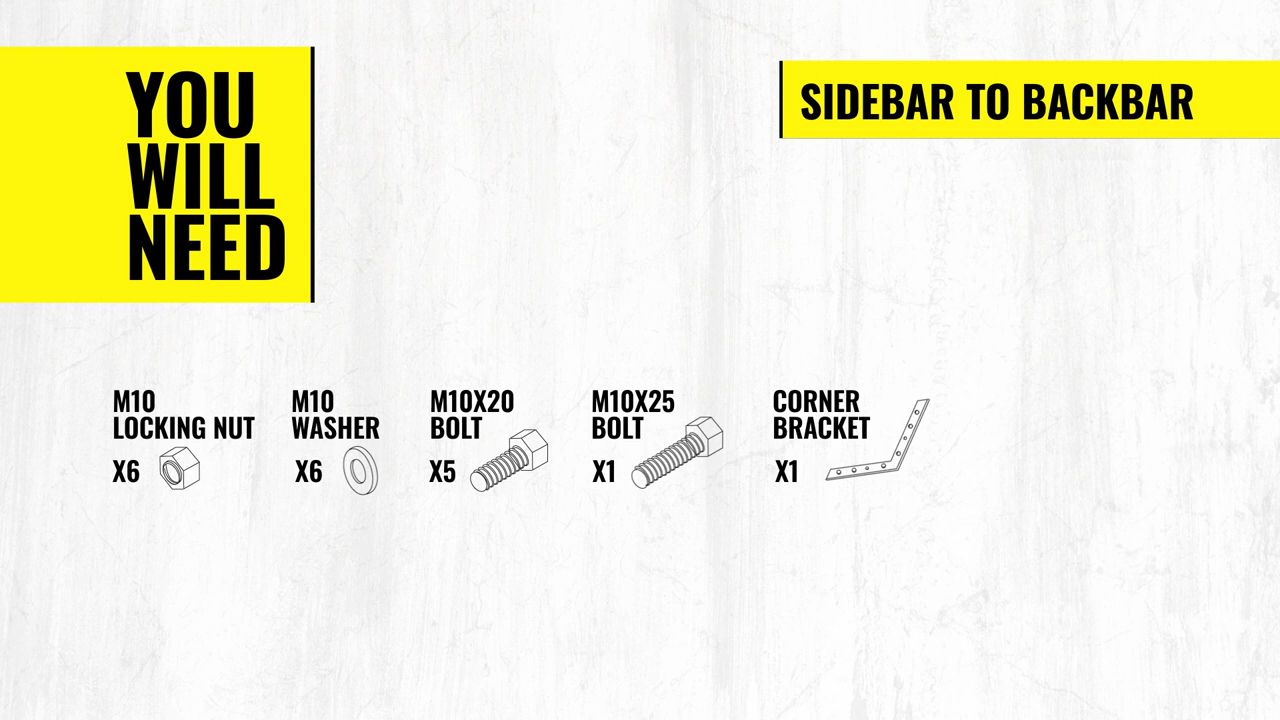 YOU
WILL
NEED
SIDEBAR TO BACKBAR
M10
LOCKING NUT
X6
M10
WASHER
X6
M10X20
BOLT
X5
M10X25
BOLT
X1
CORNER
BRACKET
X1